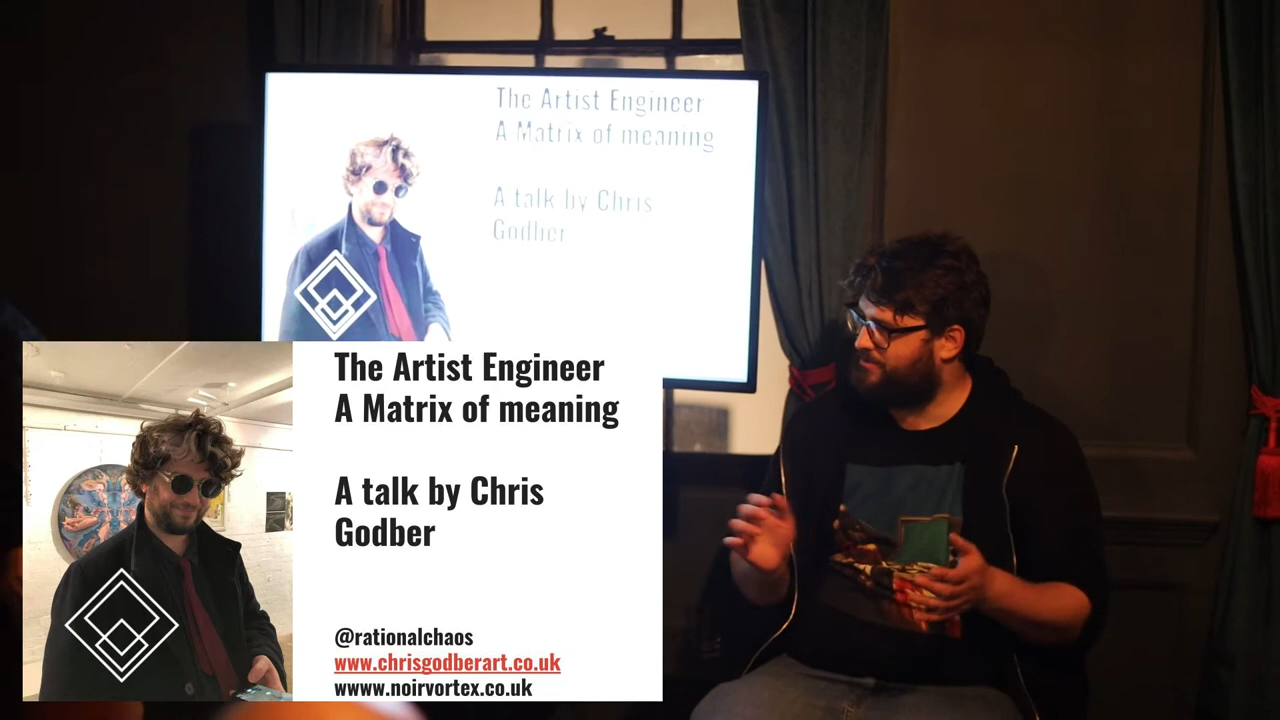 The Artist Engineer
A Matrix of meaning
A talk by Chris
Godber
The Artist Engineer
A Matrix of meaning
A talk by Chris
Godber
@rationalchaos
www.chrisgodberart.co.uk
wwww.noirvortex.co.uk